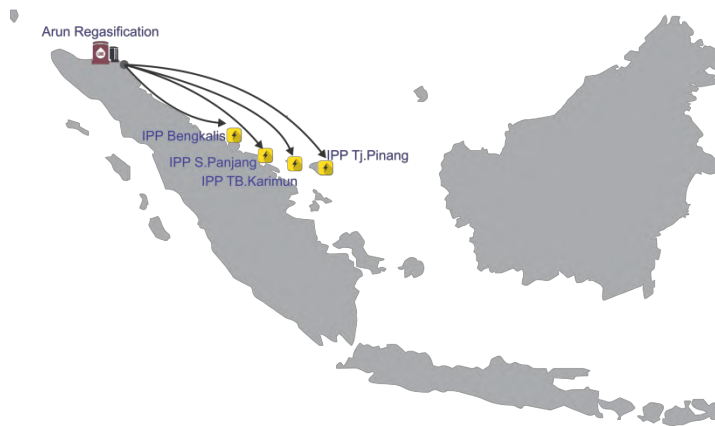 Arun Regasification
IPP Bengkalis
IPP S.Panjang
IPP Tj.Pinang
IPP TB.Karimun